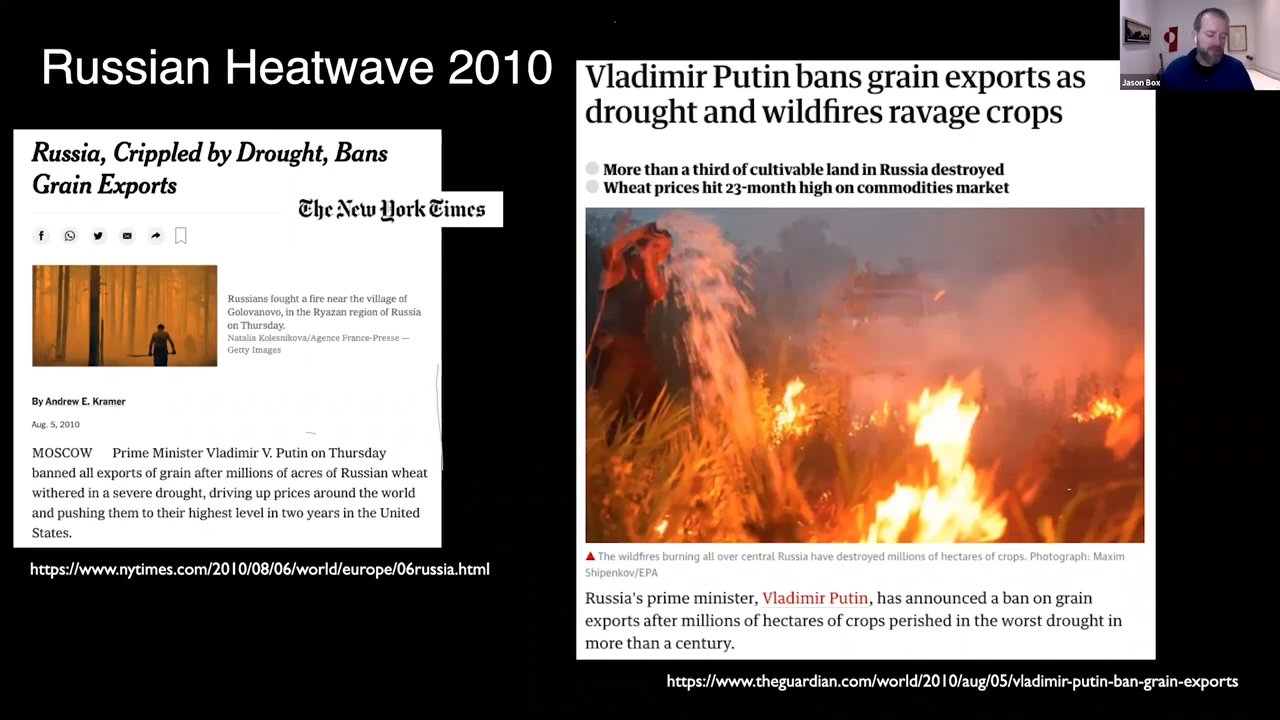 Russian Heatwave 2010
Russia, Crippled by Drought, Bans
Grain Exports
The New York Times
Russians fought a fire near the village of
Golovanovo, in the Ryazan region of Russia
on Thursday.
Natalia Kolesnikova/Agence France-Presse —
Getty Images
By Andrew E. Kramer
Aug. 5, 2010
MOSCOW Prime Minister Vladimir V. Putin on Thursday
banned all exports of grain after millions of acres of Russian wheat
withered in a severe drought, driving up prices around the world
and pushing them to their highest level in two years in the United
States.
https://www.nytimes.com/2010/08/06/world/europe/06russia.html
Vladimir Putin bans grain exports as
drought and wildfires ravage crops
More than a third of cultivable land in Russia destroyed
Wheat prices hit 23-month high on commodities market
The wildfires burning all over central Russia have destroyed millions of hectares of crops. Photograph: Maxim
Shipenkov/EPA
Russia's prime minister, Vladimir Putin, has announced a ban on grain
exports after millions of hectares of crops perished in the worst drought in
more than a century.
https://www.theguardian.com/world/2010/aug/05/vladimir-putin-ban-grain-exports
Jason Box